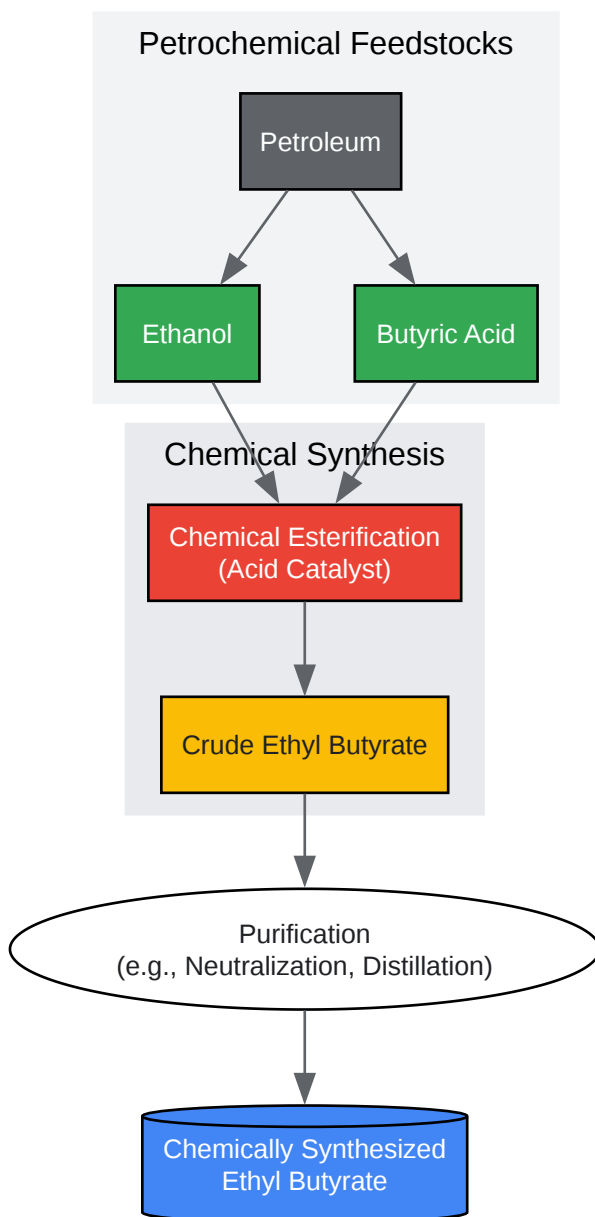 Petrochemical Feedstocks
Petroleum
Ethanol
Butyric Acid
Chemical Synthesis
Chemical Esterification
(Acid Catalyst)
Crude Ethyl Butyrate
Purification
(e.g., Neutralization, Distillation)
Chemically Synthesized
Ethyl Butyrate